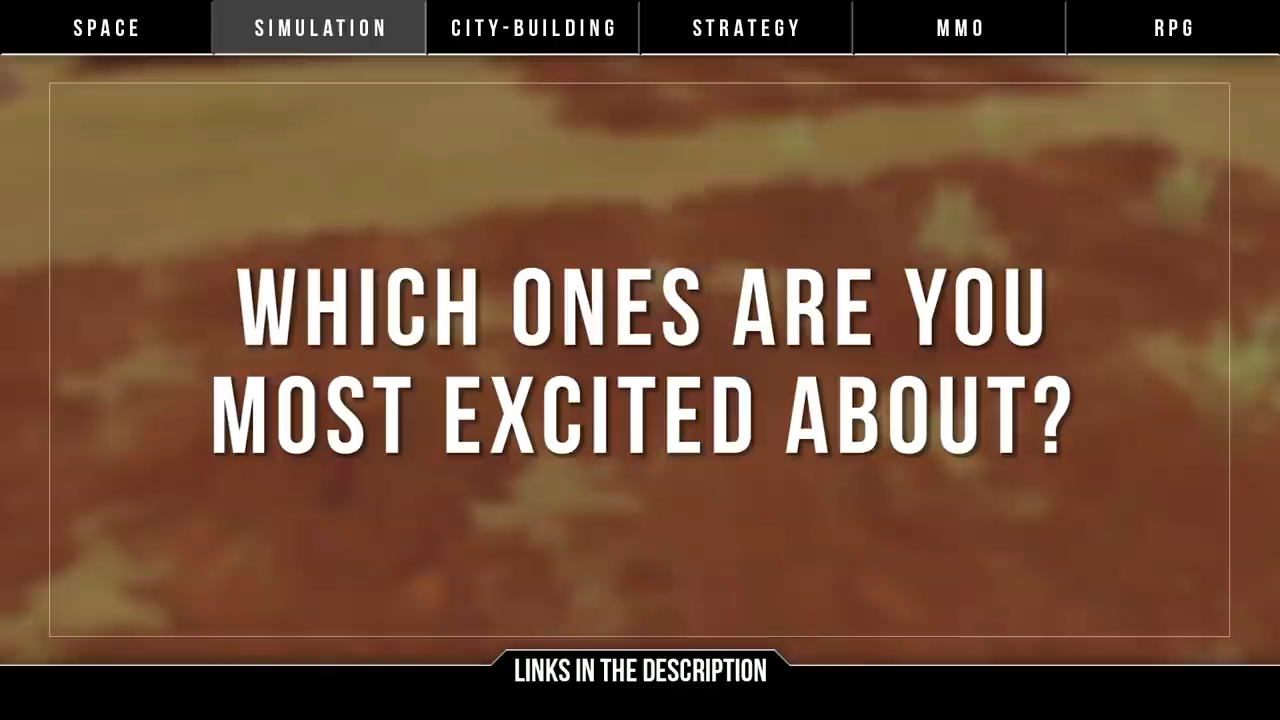 SPACE SIMULATION CITY-BUILDING STRATEGY MMO RPG
WHICH ONES ARE YOU
MOST EXCITED ABOUT?
LINKS IN THE DESCRIPTION